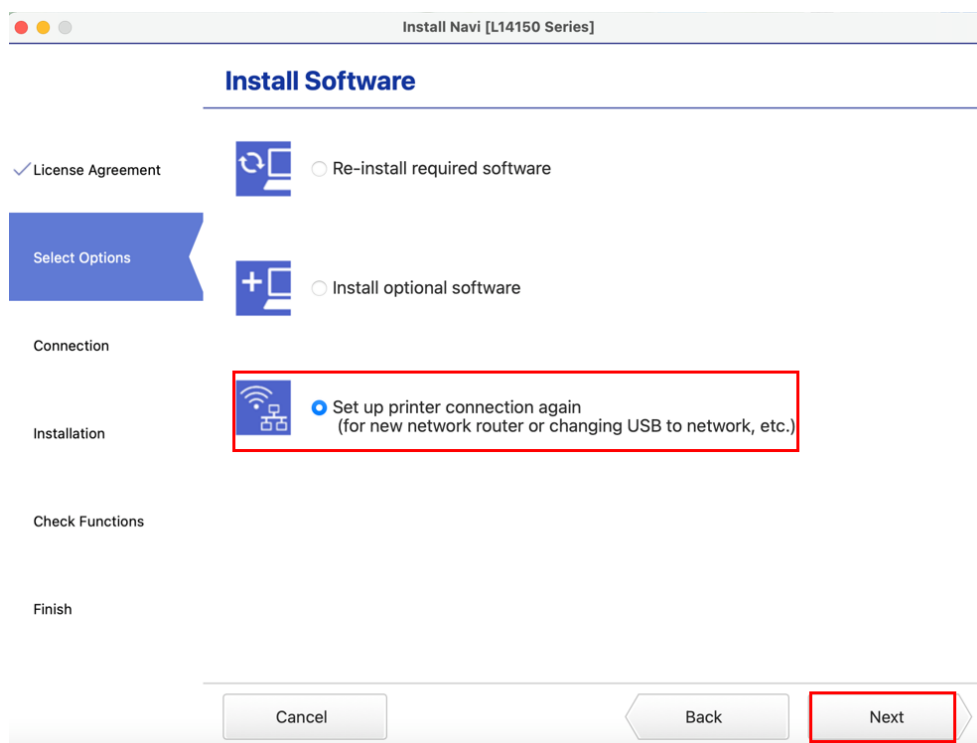 Install Navi [L14150 Series]
Install Software
License Agreement
Re-install required software
Select Options
Install optional software
Connection
Set up printer connection again
(for new network router or changing USB to network, etc.)
Installation
Check Functions
Finish
Cancel
Back
Next